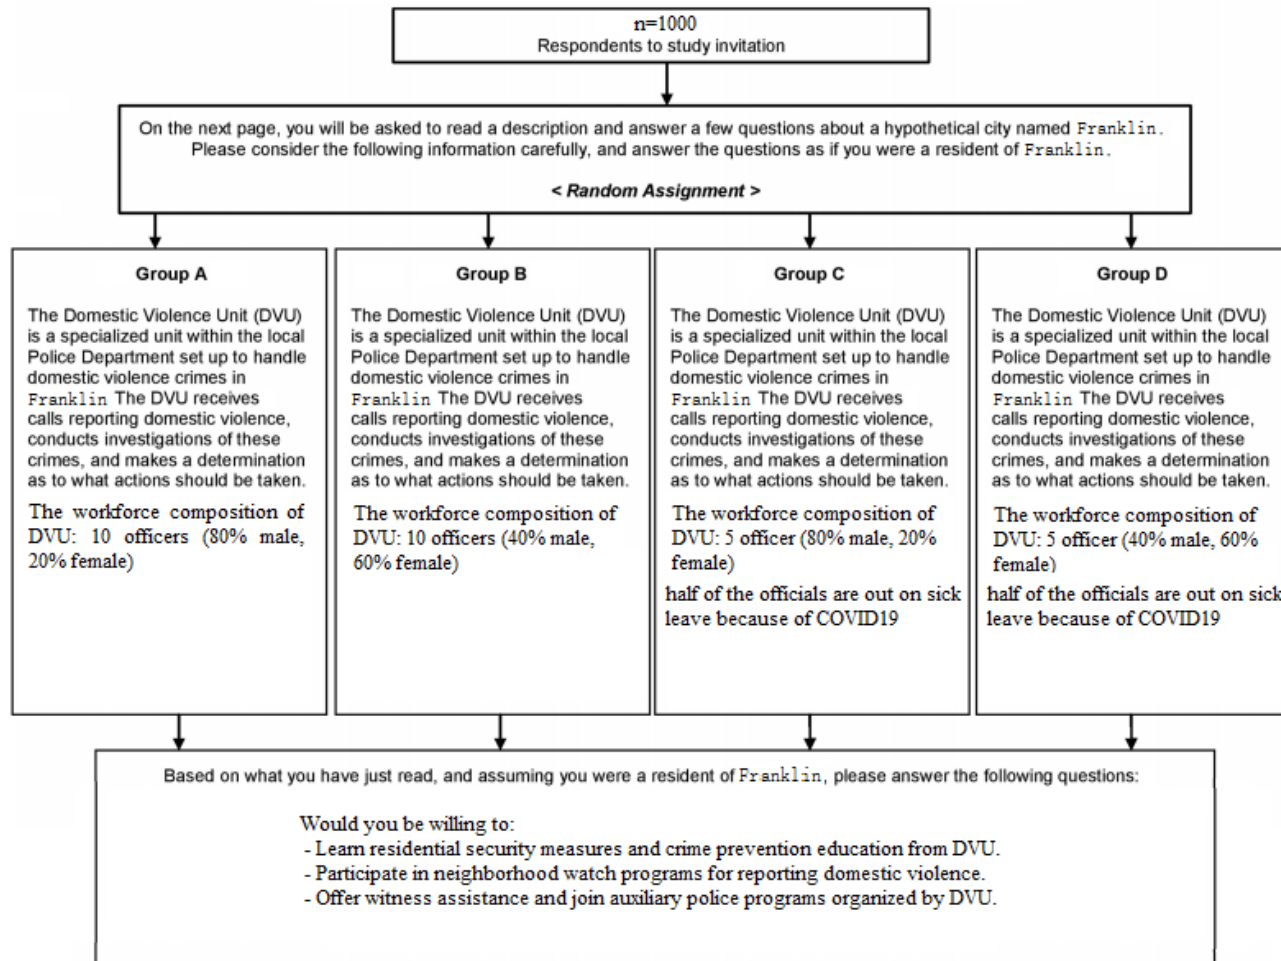 n=1000
Respondents to study invitation
On the next page, you will be asked to read a description and answer a few questions about a hypothetical city named Franklin.
Please consider the following information carefully, and answer the questions as if you were a resident of Franklin.
< Random Assignment >
Group A
The Domestic Violence Unit (DVU)
is a specialized unit within the local
Police Department set up to handle
domestic violence crimes in
Franklin The DVU receives
calls reporting domestic violence,
conducts investigations of these
crimes, and makes a determination
as to what actions should be taken.
The workforce composition of
DVU: 10 officers (80% male,
20% female)
Group B
The Domestic Violence Unit (DVU)
is a specialized unit within the local
Police Department set up to handle
domestic violence crimes in
Franklin The DVU receives
calls reporting domestic violence,
conducts investigations of these
crimes, and makes a determination
as to what actions should be taken.
The workforce composition of
DVU: 10 officers (40% male,
60% female)
Group C
The Domestic Violence Unit (DVU)
is a specialized unit within the local
Police Department set up to handle
domestic violence crimes in
Franklin The DVU receives
calls reporting domestic violence,
conducts investigations of these
crimes, and makes a determination
as to what actions should be taken.
The workforce composition of
DVU: 5 officer (80% male, 20%
female)
half of the officials are out on sick
leave because of COVID19
Group D
The Domestic Violence Unit (DVU)
is a specialized unit within the local
Police Department set up to handle
domestic violence crimes in
Franklin The DVU receives
calls reporting domestic violence,
conducts investigations of these
crimes, and makes a determination
as to what actions should be taken.
The workforce composition of
DVU: 5 officer (40% male, 60%
female)
half of the officials are out on sick
leave because of COVID19
Based on what you have just read, and assuming you were a resident of Franklin, please answer the following questions:
Would you be willing to:
- Learn residential security measures and crime prevention education from DVU.
- Participate in neighborhood watch programs for reporting domestic violence.
- Offer witness assistance and join auxiliary police programs organized by DVU.